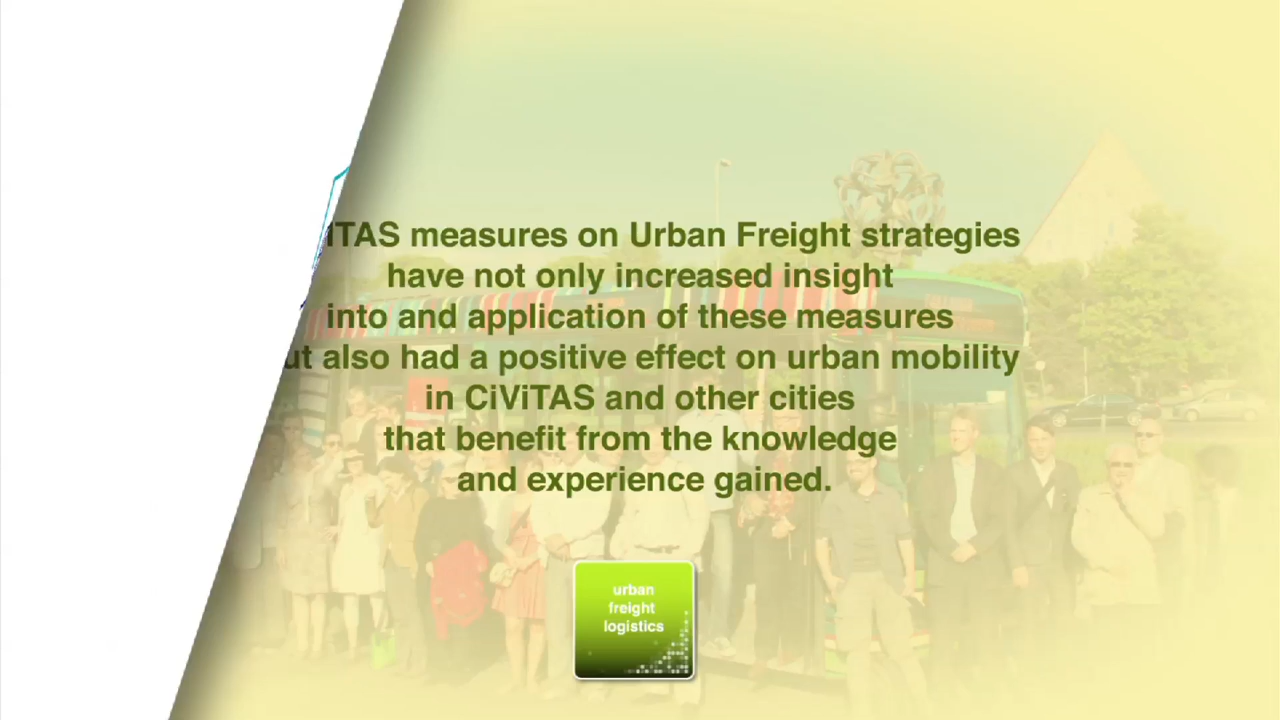 ITAS measures on Urban Freight strategies
have not only increased insight
into and application of these measures
ut also had a positive effect on urban mobility
in CiViTAS and other cities
that benefit from the knowledge
and experience gained.
urban
freight
logistics